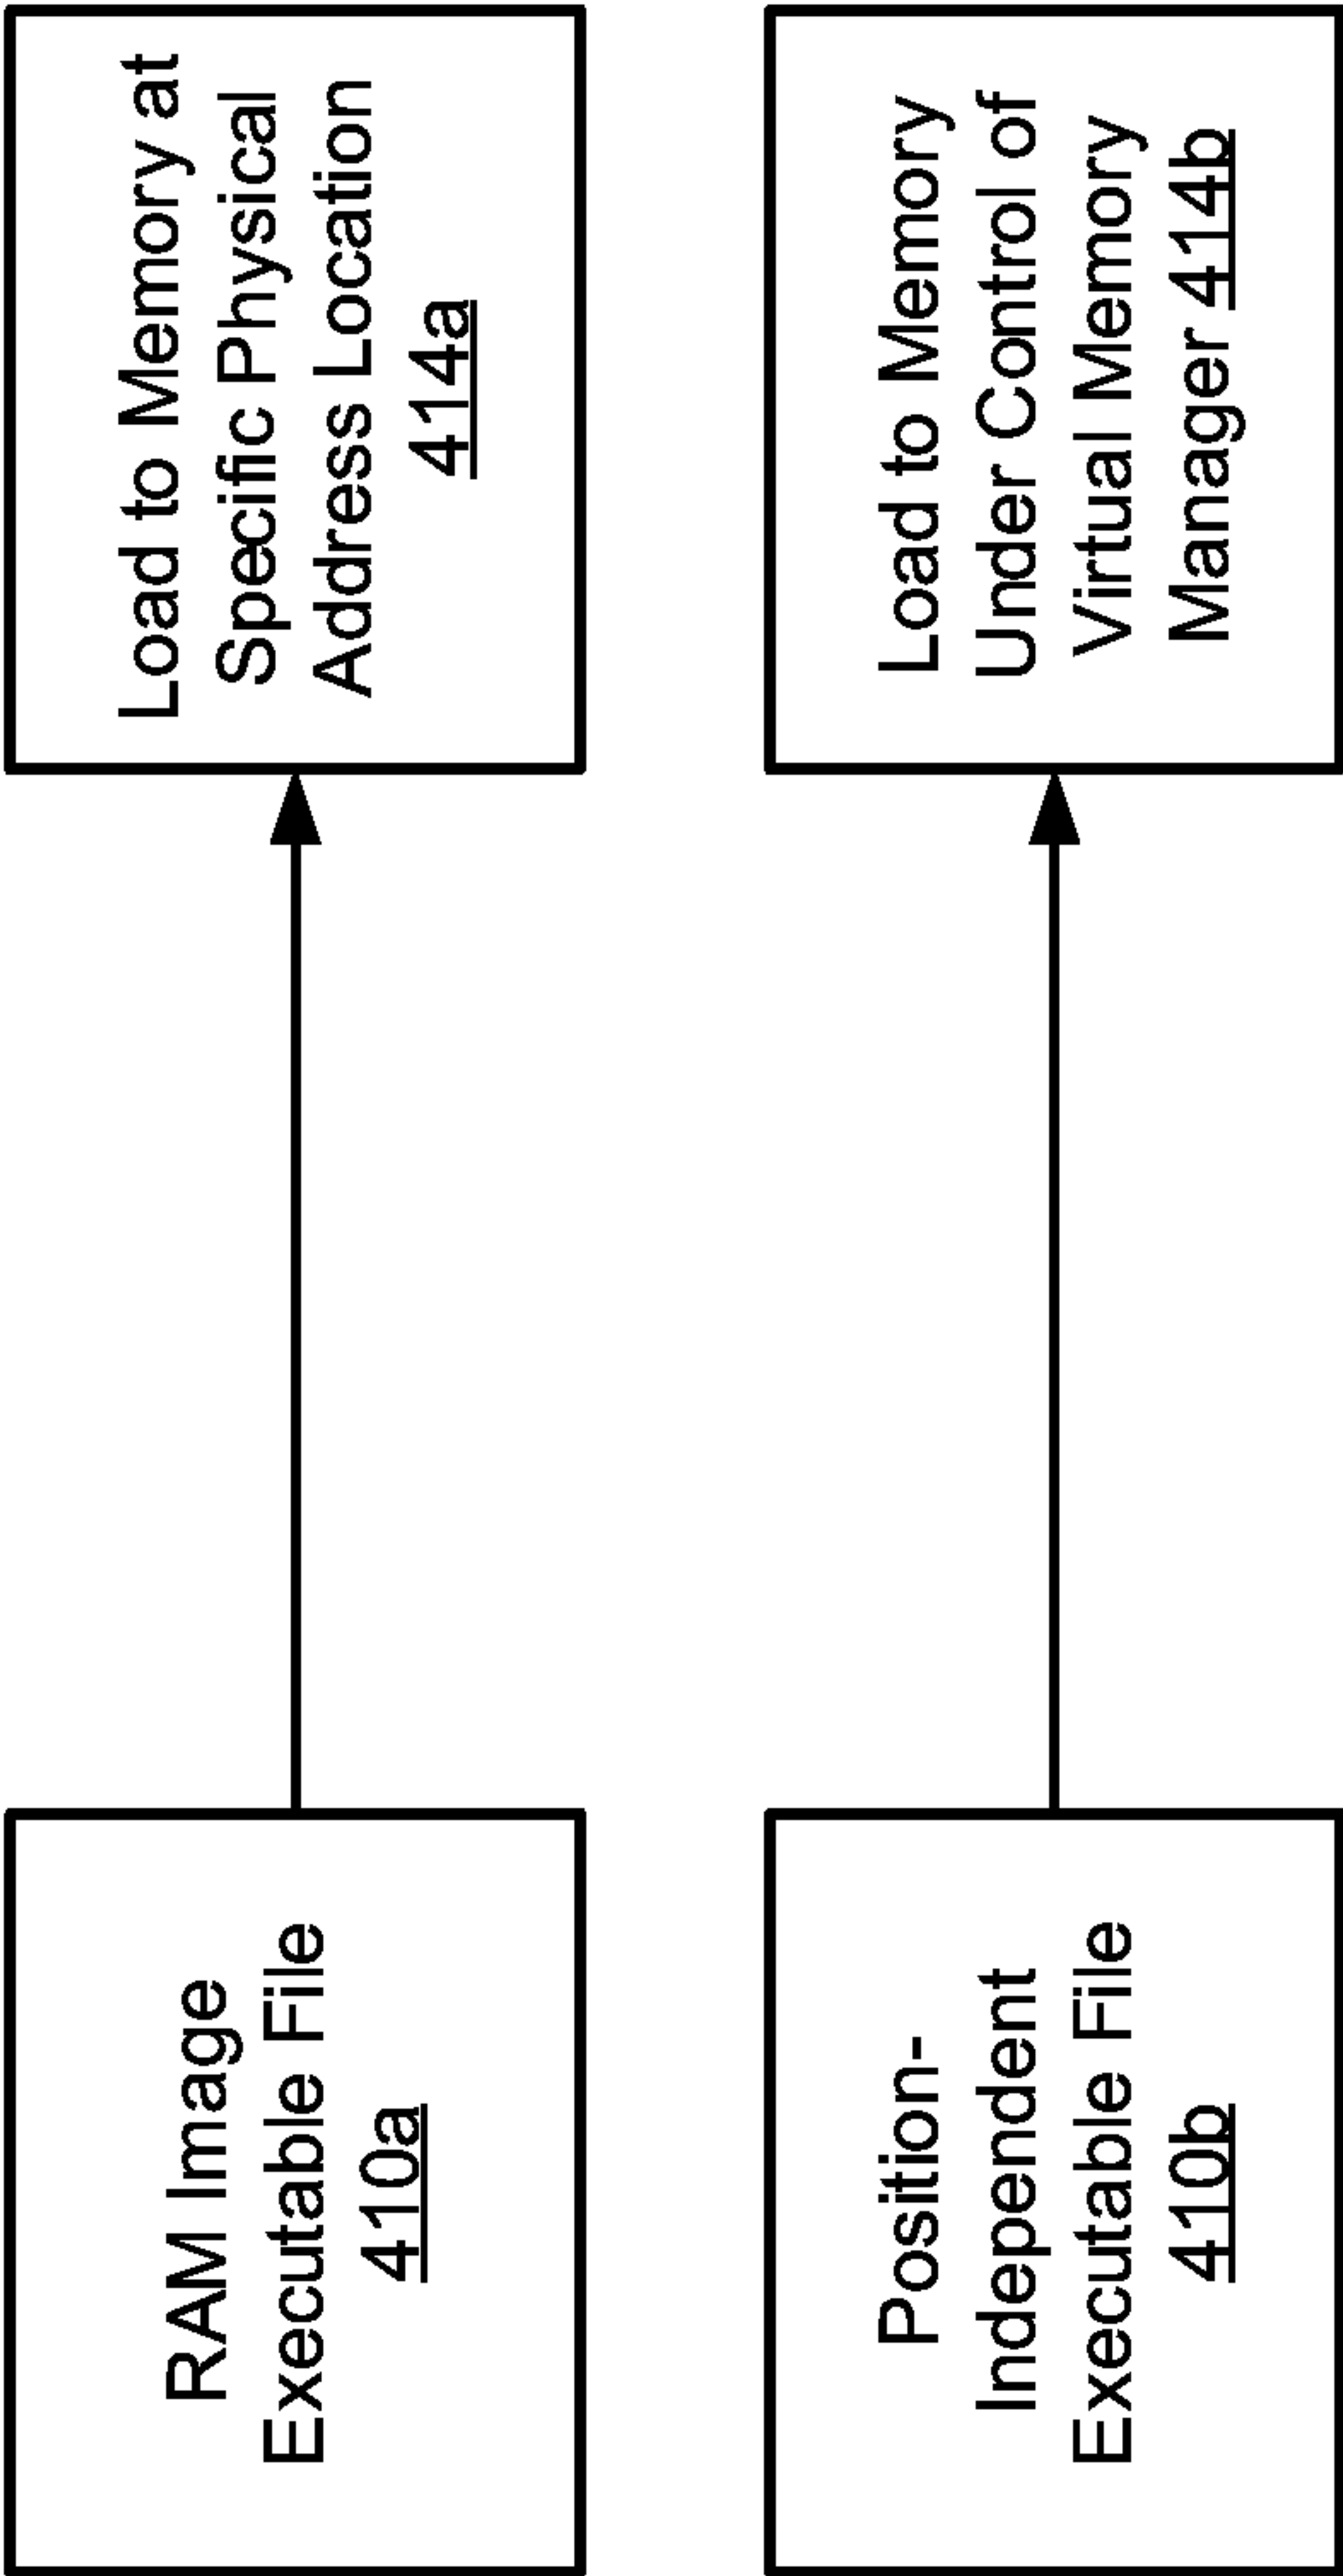 RAM Image
Executable File
410a
Load to Memory at
Specific Physical
Address Location
414a
Position-
Independent
Executable File
410b
Load to Memory
Under Control of
Virtual Memory
Manager 414b